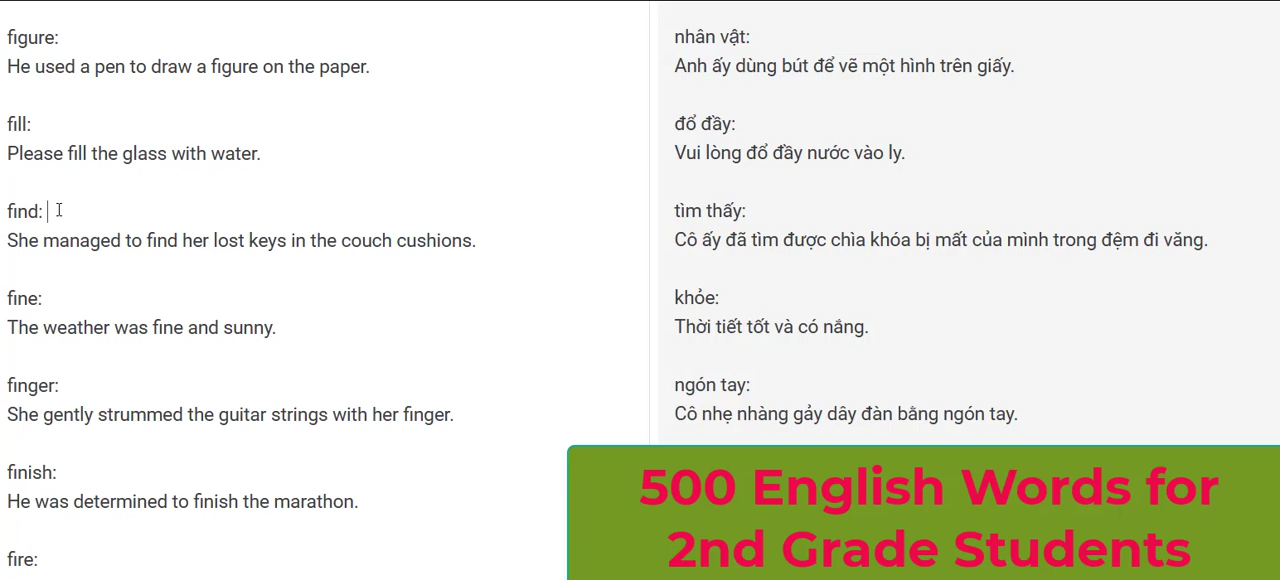 figure:
He used a pen to draw a figure on the paper.
fill:
Please fill the glass with water.
find:
She managed to find her lost keys in the couch cushions.
fine:
The weather was fine and sunny.
finger:
She gently strummed the guitar strings with her finger.
finish:
He was determined to finish the marathon.
fire:
nhân vật:
Anh ấy dùng bút để vẽ một hình trên giấy.
đổ đầy:
Vui lòng đổ đầy nước vào ly.
tìm thấy:
Cô ấy đã tìm được chìa khóa bị mất của mình trong đệm đi văng.
khỏe:
Thời tiết tốt và có nắng.
ngón tay:
Cô nhẹ nhàng gảy dây đàn bằng ngón tay.
500 English Words for
2nd Grade Students